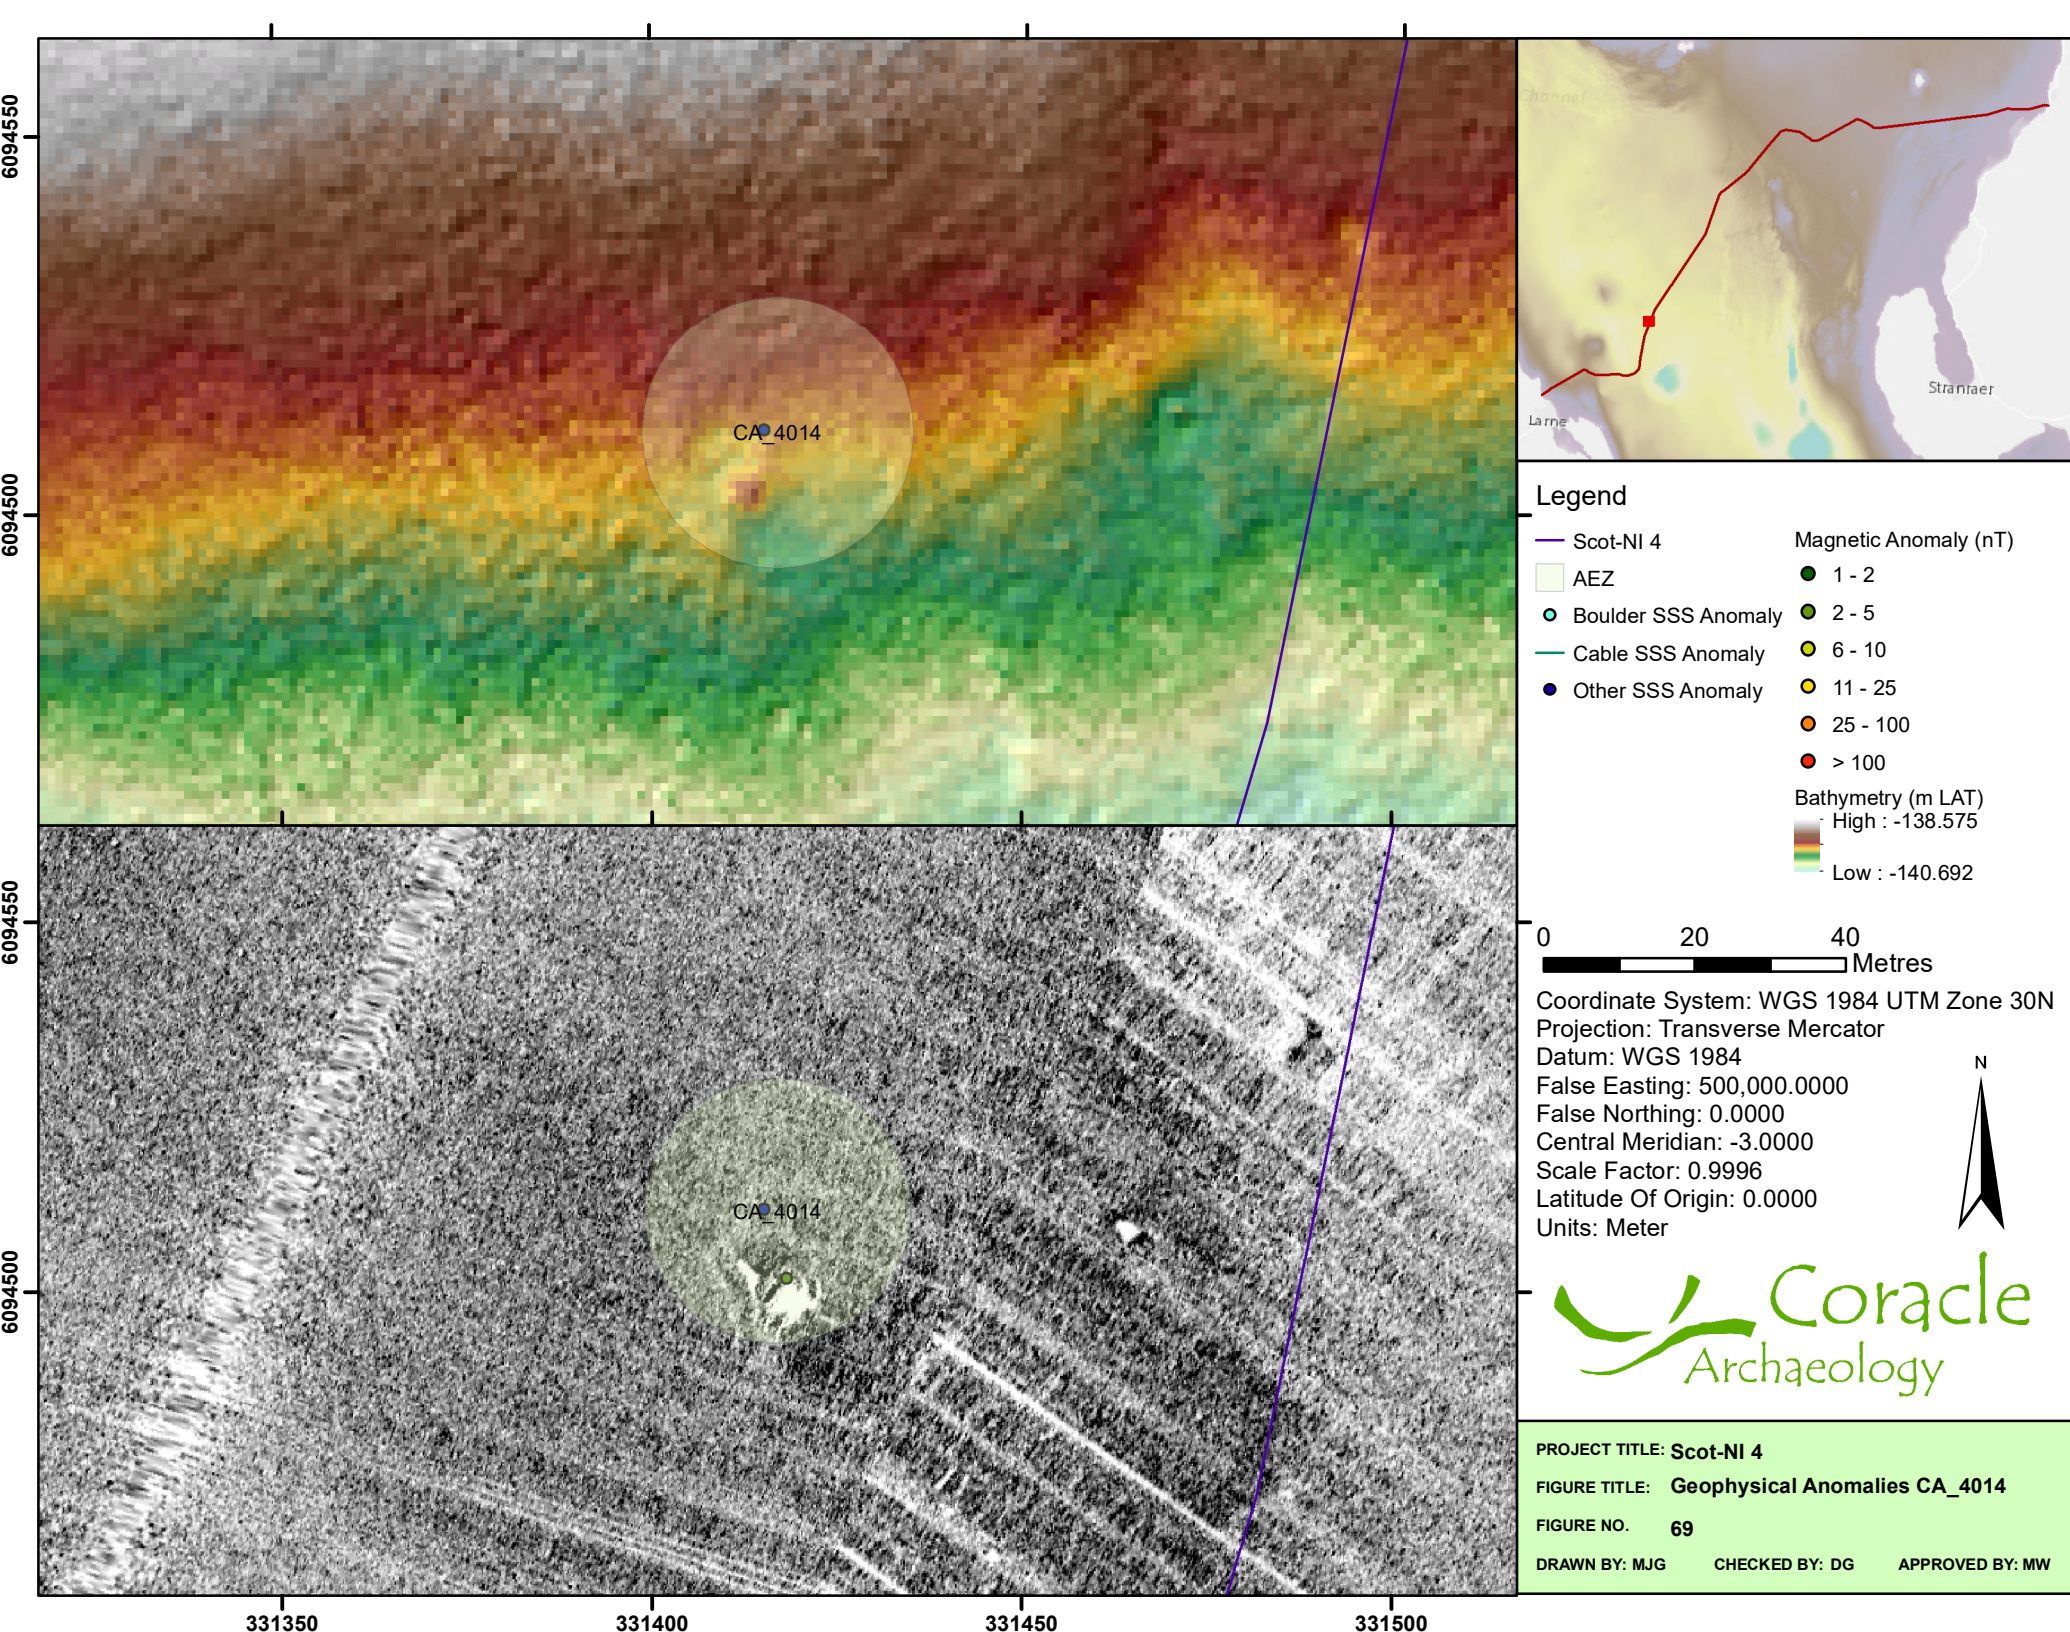 6094550
6094500
CA_4014
6094550
6094500
CA_4014
331350
331400
331450
331500
Channel
Stranraer
Larne
Legend
Scot-NI 4
AEZ
Boulder SSS Anomaly
Cable SSS Anomaly
Other SSS Anomaly
Magnetic Anomaly (nT)
1 - 2
2 - 5
6 - 10
11 - 25
25 - 100
> 100
Bathymetry (m LAT)
High : -138.575
Low : -140.692
0 20 40
Metres
Coordinate System: WGS 1984 UTM Zone 30N
Projection: Transverse Mercator
Datum: WGS 1984
False Easting: 500,000.0000
False Northing: 0.0000
Central Meridian: -3.0000
Scale Factor: 0.9996
Latitude Of Origin: 0.0000
Units: Meter
N
Coracle
Archaeology
PROJECT TITLE: Scot-NI 4
FIGURE TITLE: Geophysical Anomalies CA_4014
FIGURE NO. 69
DRAWN BY: MJG CHECKED BY: DG APPROVED BY: MW